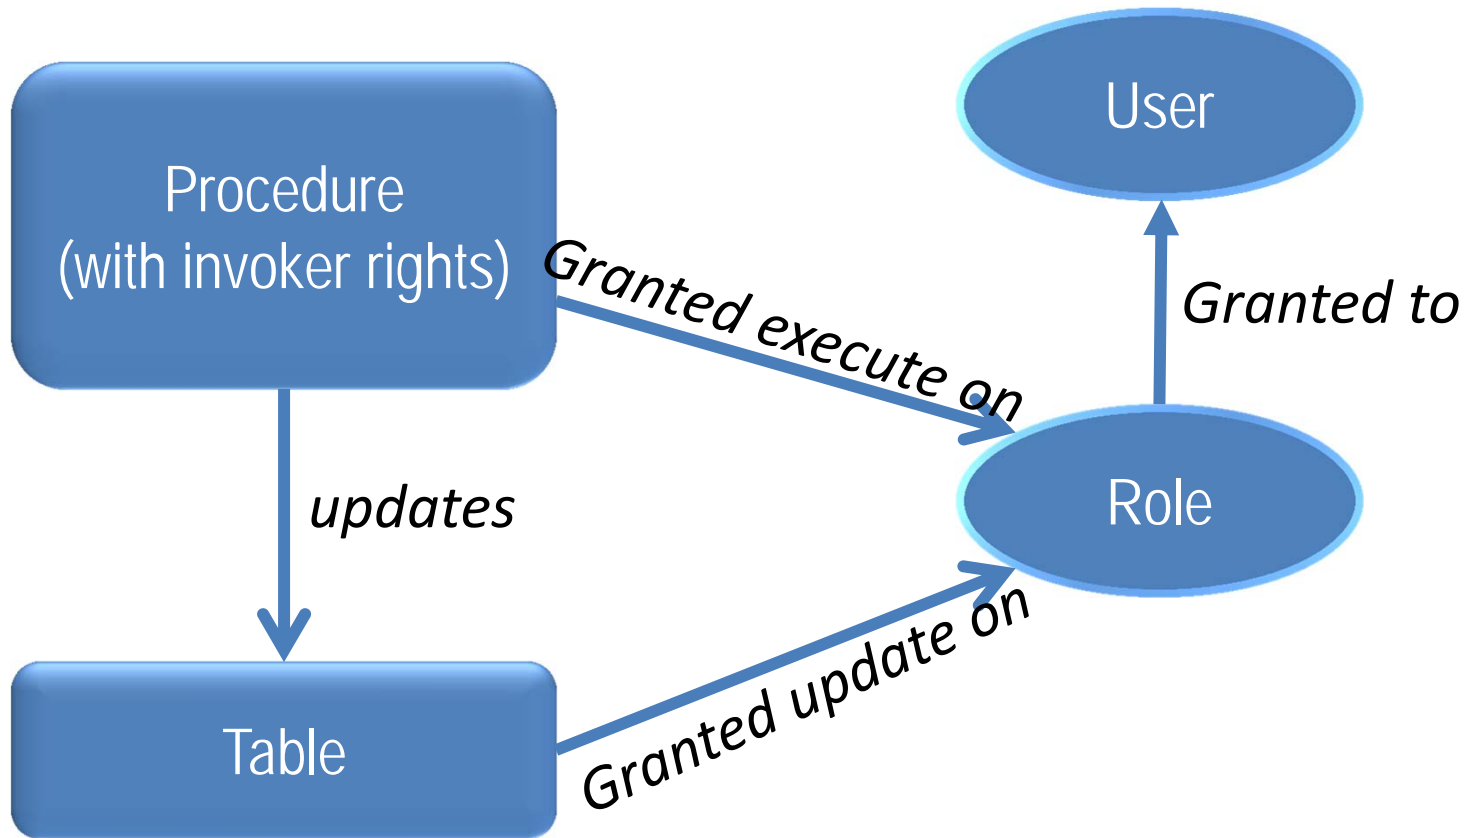 Procedure
(with invoker rights)
User
Granted execute on
Granted to
updates
Role
Granted update on
Table